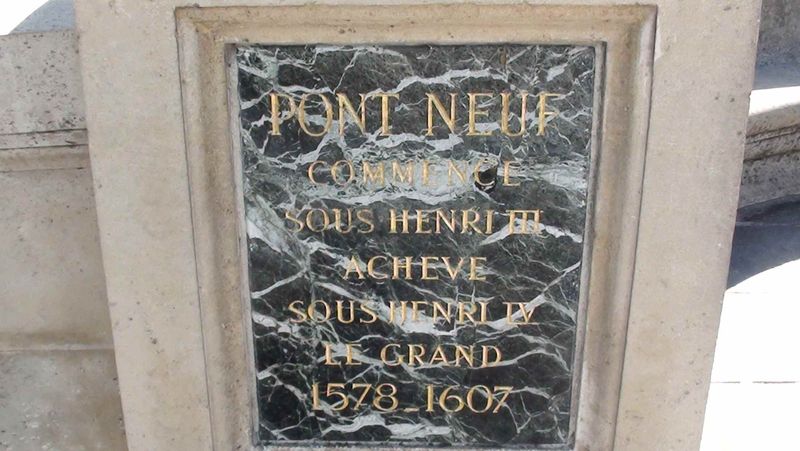 PONT NEUF
COMMENCE
SOUS HENRI III
ACHEVE
SOUS HENRI IV
LE GRAND
1578_1607